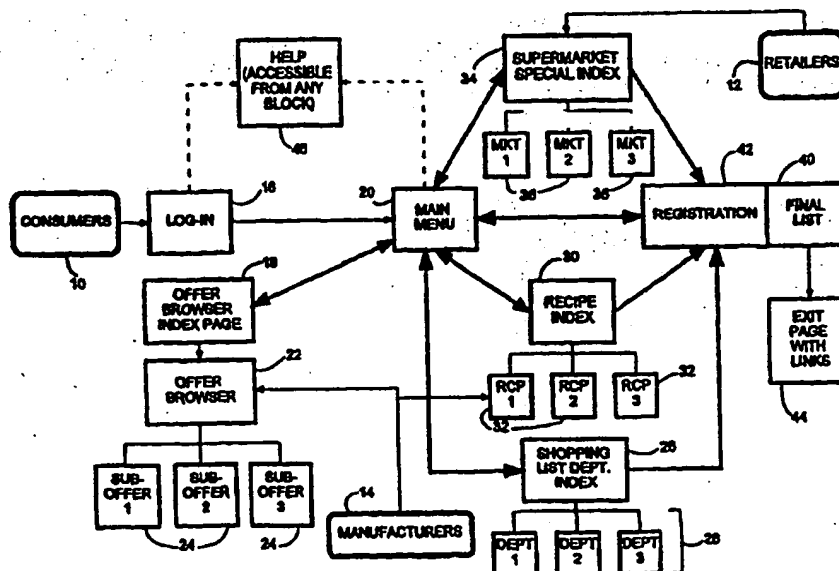 HELP
(ACCESSIBLE
FROM ANY
BLOCK)
46
34
SUPERMARKET
SPECIAL INDEX
12
RETAILERS
MKT
1
MKT
2
MKT
3
36
36
CONSUMERS
10
16
LOG-IN
20
MAIN
MENU
42
REGISTRATION
40
FINAL
LIST
18
OFFER
BROWSER
INDEX PAGE
30
RECIPE
INDEX
EXIT
PAGE
WITH
LINKS
44
22
OFFER
BROWSER
RCP
1
RCP
2
RCP
3
32
32
SUB-
OFFER
1
SUB-
OFFER
2
SUB-
OFFER
3
24
24
14
MANUFACTURERS
26
SHOPPING
LIST DEPT.
INDEX
DEPT
1
DEPT
2
DEPT
3
28